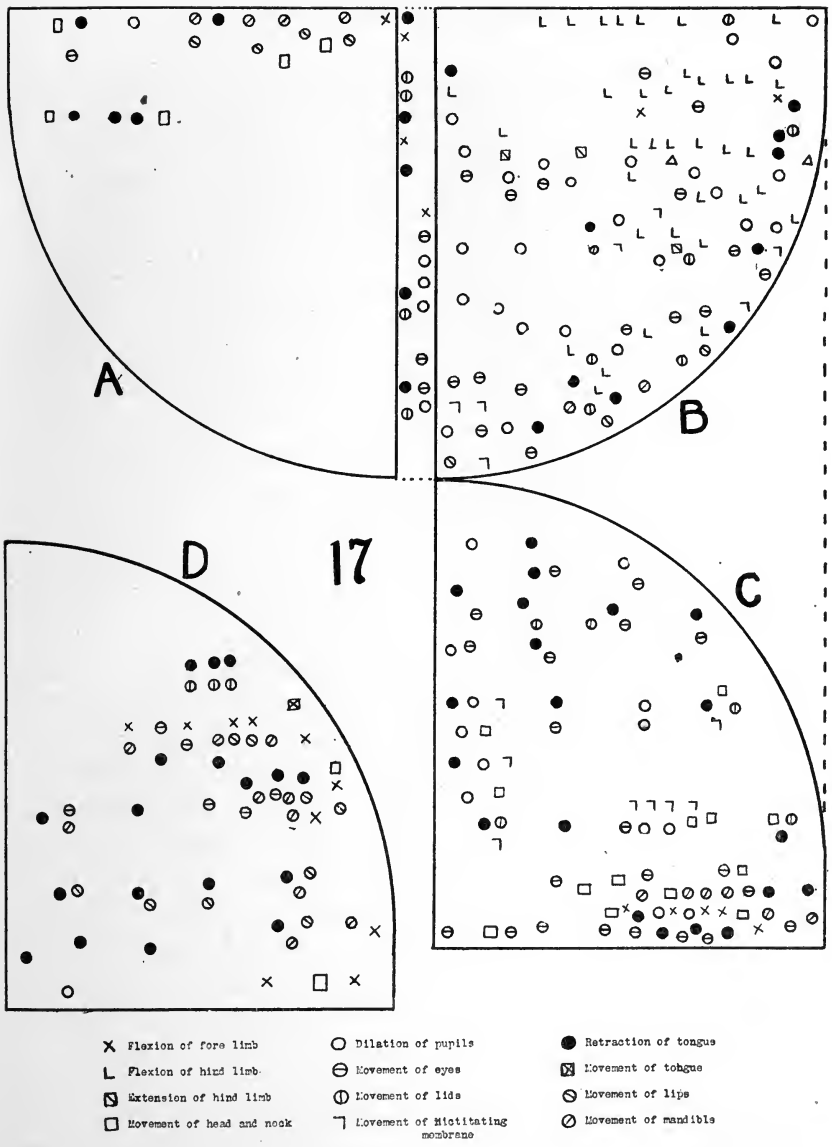 A
B
D
17
C
Flexion of fore limb
Flexion of hind limb
Extension of hind limb
Movement of head and neck
Dilation of pupils
Movement of eyes
Movement of lids
Movement of Nictitating
membrane
Retraction of tongue
Movement of tongue
Movement of lips
Movement of mandible